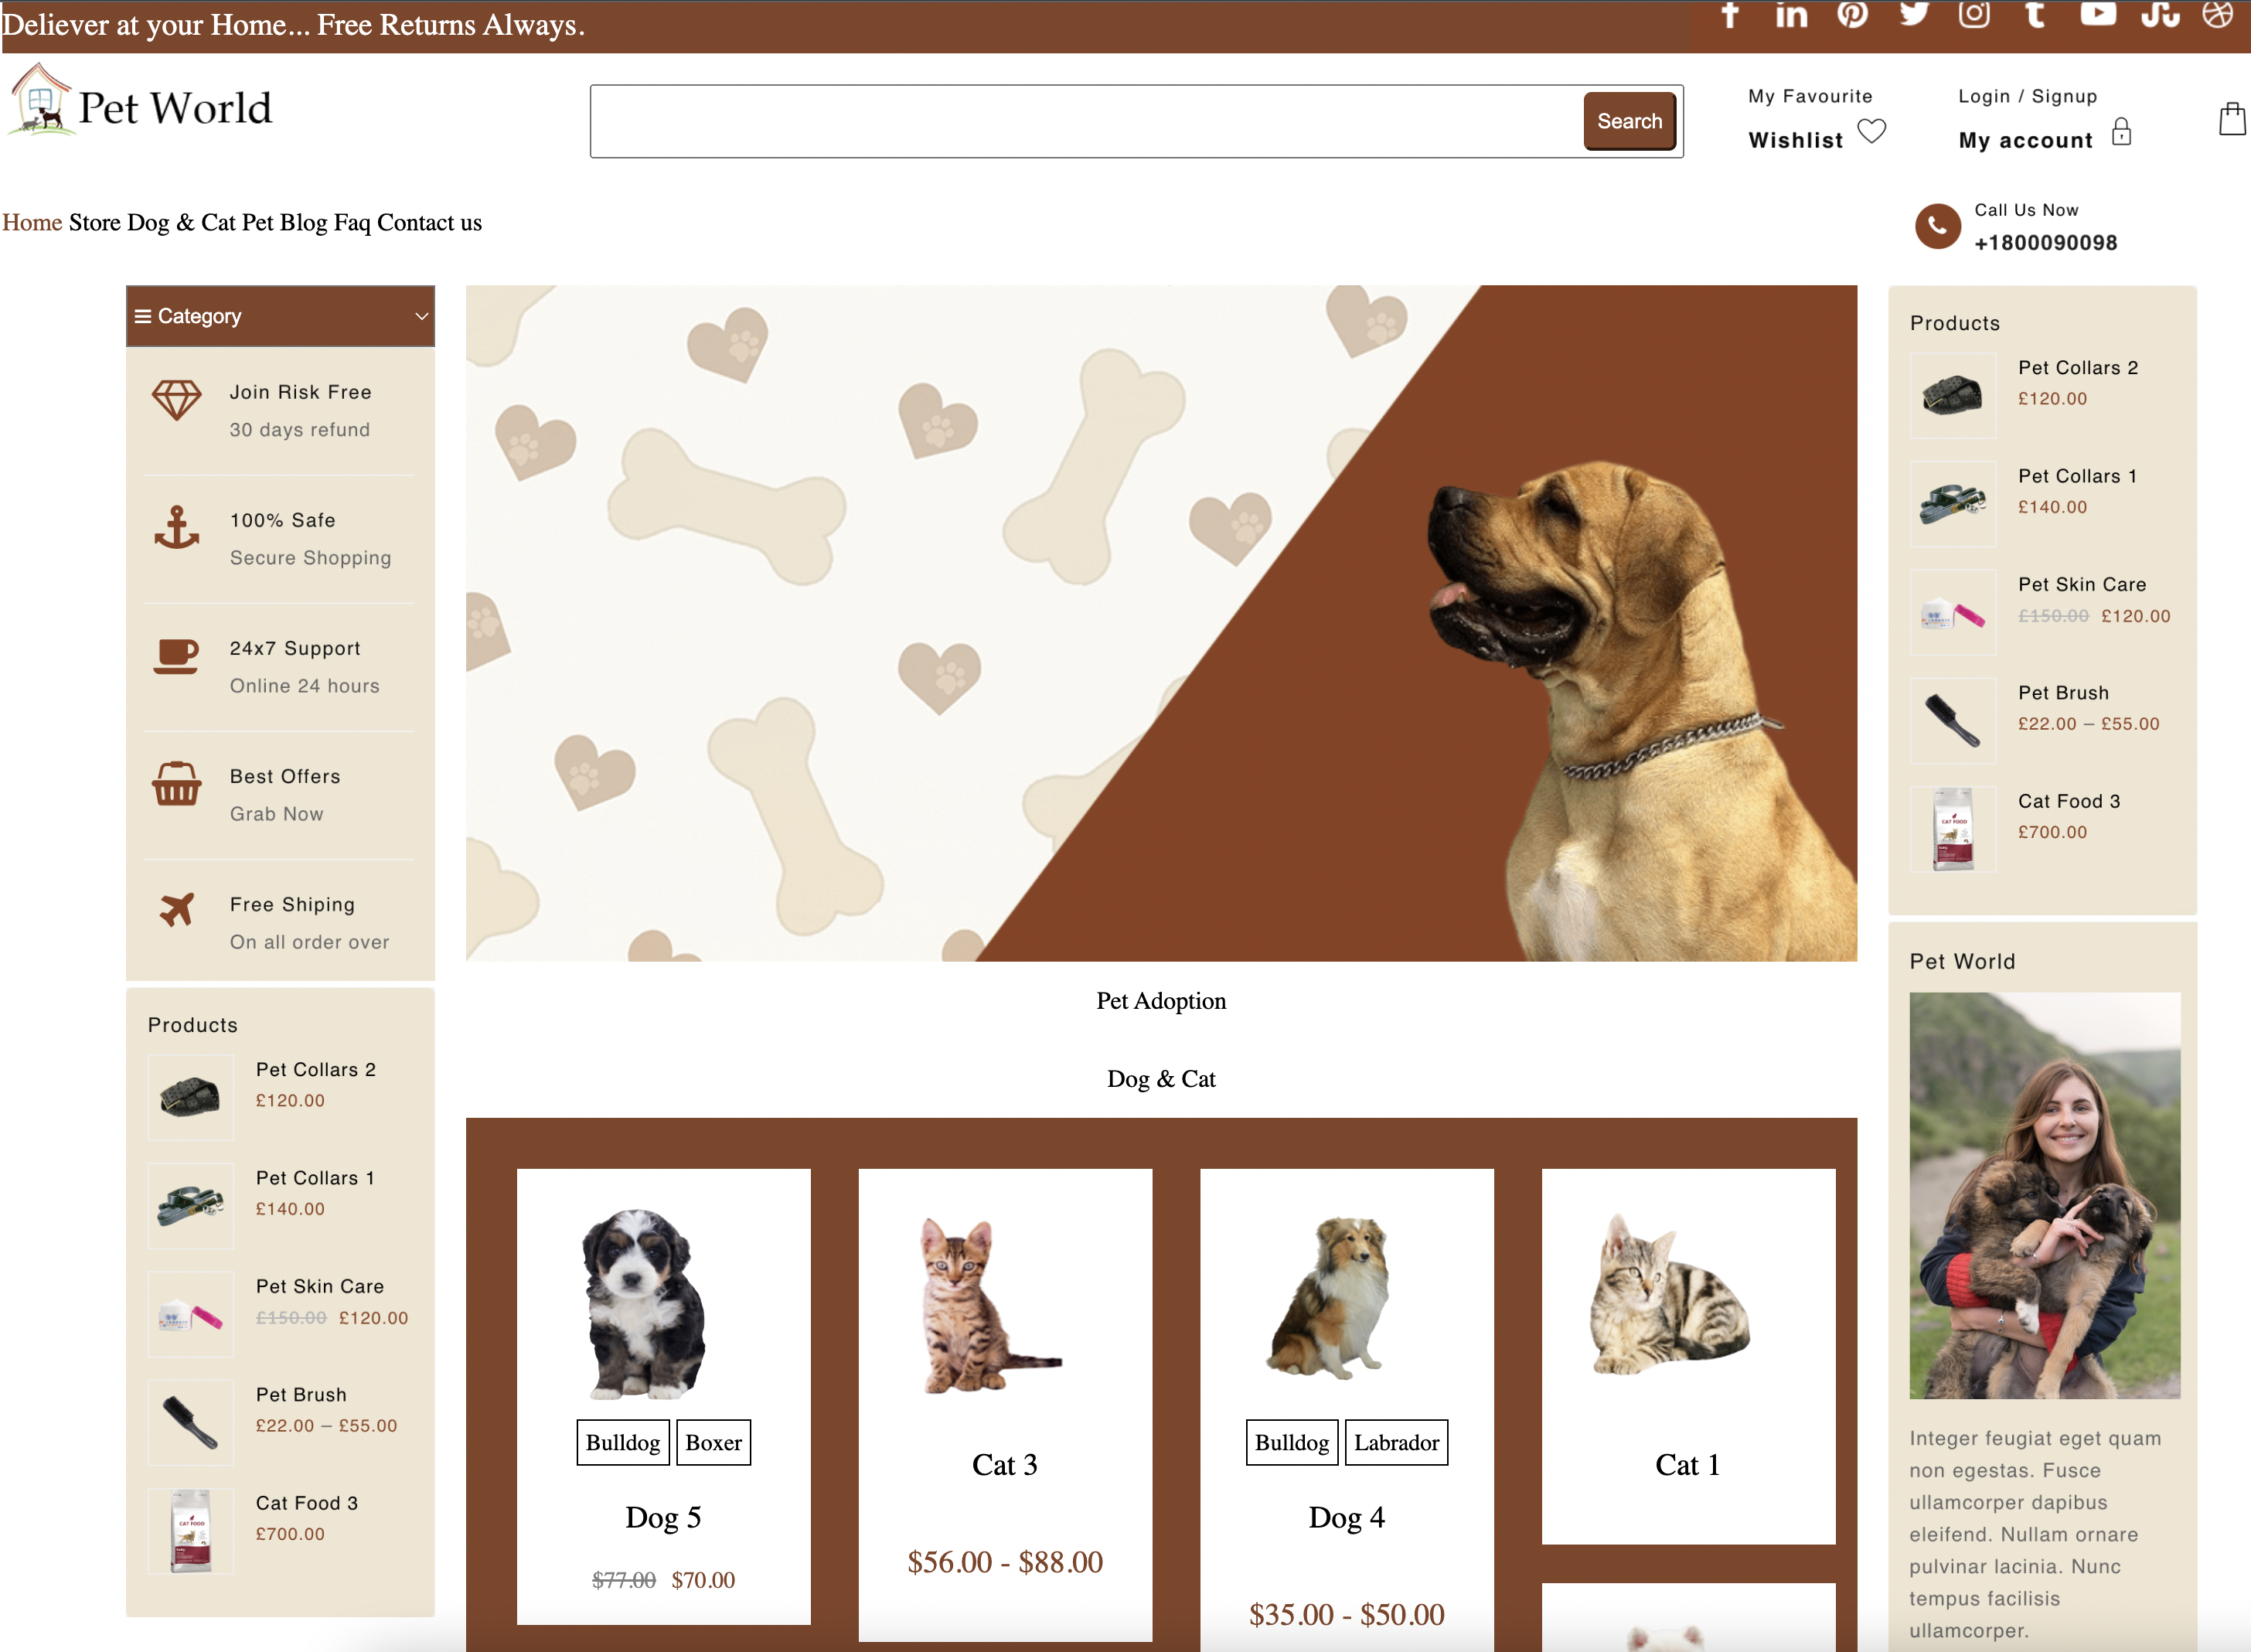 Deliever at your Home... Free Returns Always.
Pet World
Search
My Favourite
Wishlist
Login / Signup
My account
Home Store Dog & Cat Pet Blog Faq Contact us
Call Us Now
+1800090098
Category
Join Risk Free
30 days refund
100% Safe
Secure Shopping
24x7 Support
Online 24 hours
Best Offers
Grab Now
Free Shiping
On all order over
Products
Pet Collars 2
£120.00
Pet Collars 1
£140.00
Pet Skin Care
£150.00 £120.00
Pet Brush
£22.00 – £55.00
CAT FOOD
Cat Food 3
£700.00
Pet Adoption
Dog & Cat
Bulldog Boxer
Dog 5
$77.00 $70.00
Cat 3
$56.00 - $88.00
Bulldog Labrador
Dog 4
$35.00 - $50.00
Cat 1
Products
Pet Collars 2
£120.00
Pet Collars 1
£140.00
Pet Skin Care
£150.00 £120.00
Pet Brush
£22.00 – £55.00
CAT FOOD
Cat Food 3
£700.00
Pet World
Integer feugiat eget quam
non egestas. Fusce
ullamcorper dapibus
eleifend. Nullam ornare
pulvinar lacinia. Nunc
tempus facilisis
ullamcorper.